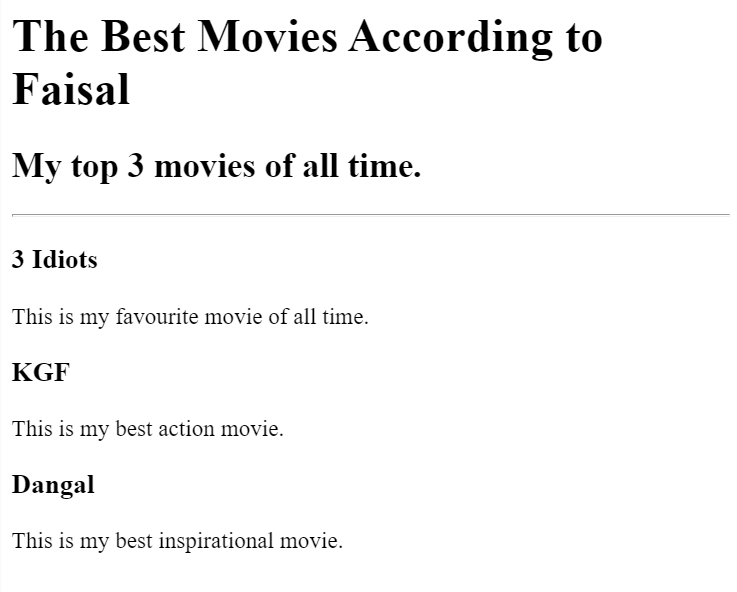 The Best Movies According to
Faisal
My top 3 movies of all time.
3 Idiots
This is my favourite movie of all time.
KGF
This is my best action movie.
Dangal
This is my best inspirational movie.